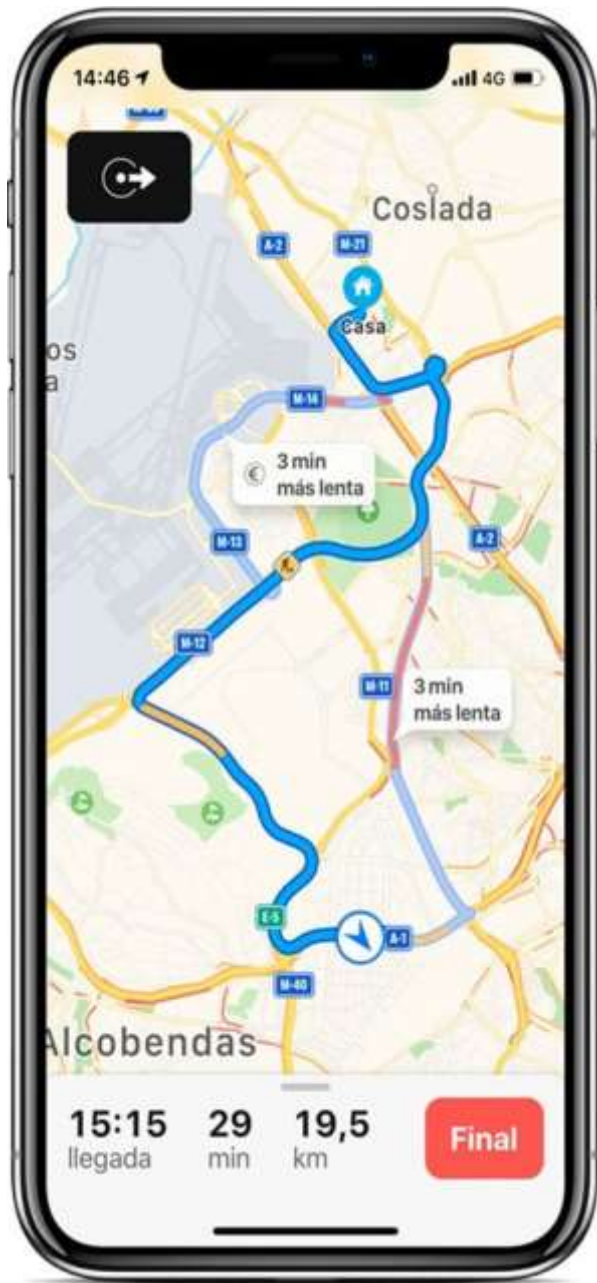 14:46
4G
Coslada
A-2
M-21
Casa
os
a
M-14
3 min
más lenta
M-13
A-2
M-12
M-11
3 min
más lenta
E-5
A-1
M-40
Alcobendas
15:15
29
19,5
llegada
min
km
Final